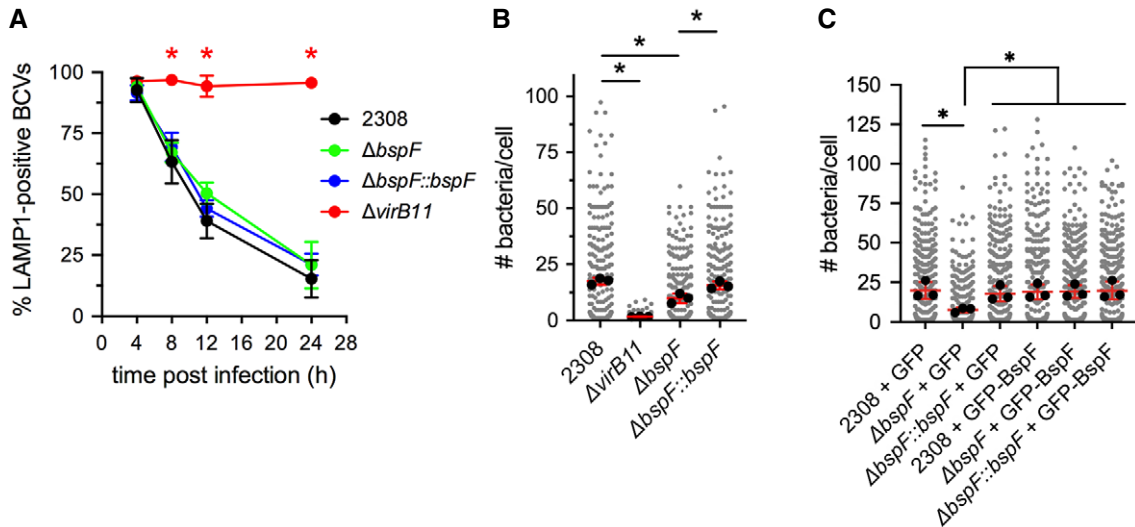 A
% LAMP1-positive BCVs
100
75
50
25
0
* * *
0 4 8 12 16 20 24 28
time post infection (h)
2308
ΔbspF
ΔbspF::bspF
ΔvirB11
B
# bacteria/cell
100
75
50
25
0
*
*
*
2308
ΔvirB11
ΔbspF
ΔbspF::bspF
C
# bacteria/cell
150
125
100
75
50
25
0
*
*
2308 + GFP
ΔbspF + GFP
ΔbspF::bspF + GFP
2308 + GFP-BspF
ΔbspF + GFP-BspF
ΔbspF::bspF + GFP-BspF